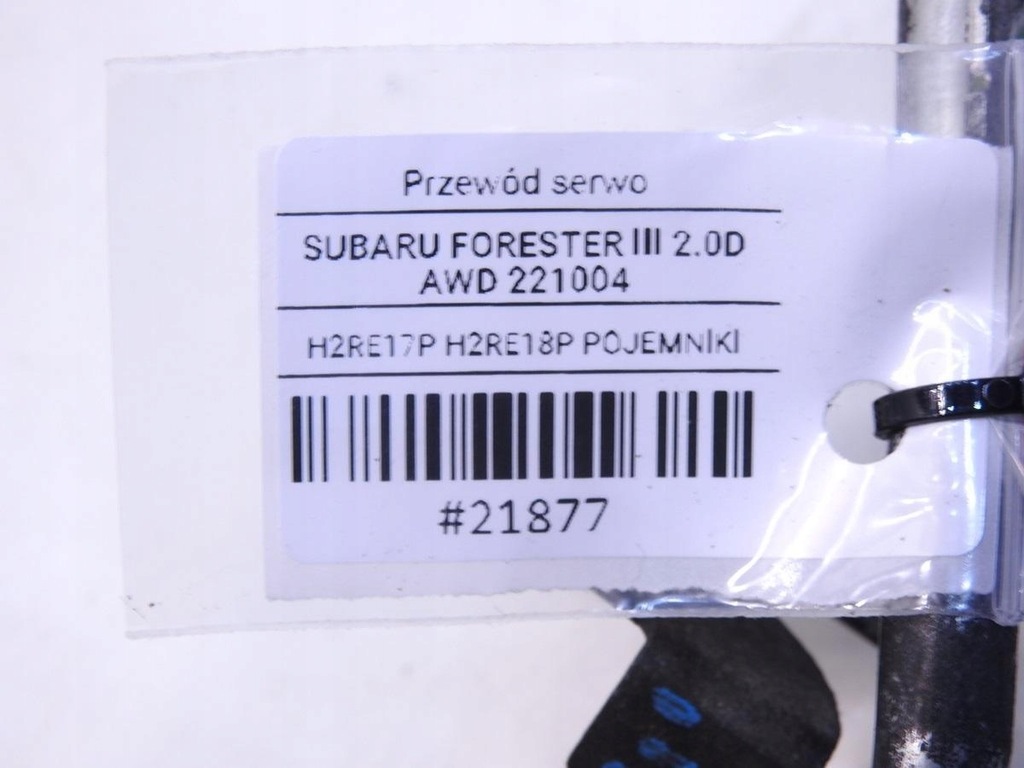 Przewód serwo
SUBARU FORESTER III 2.0D
AWD 221004
H2RE17P H2RE18P POJEMNIKI
#21877